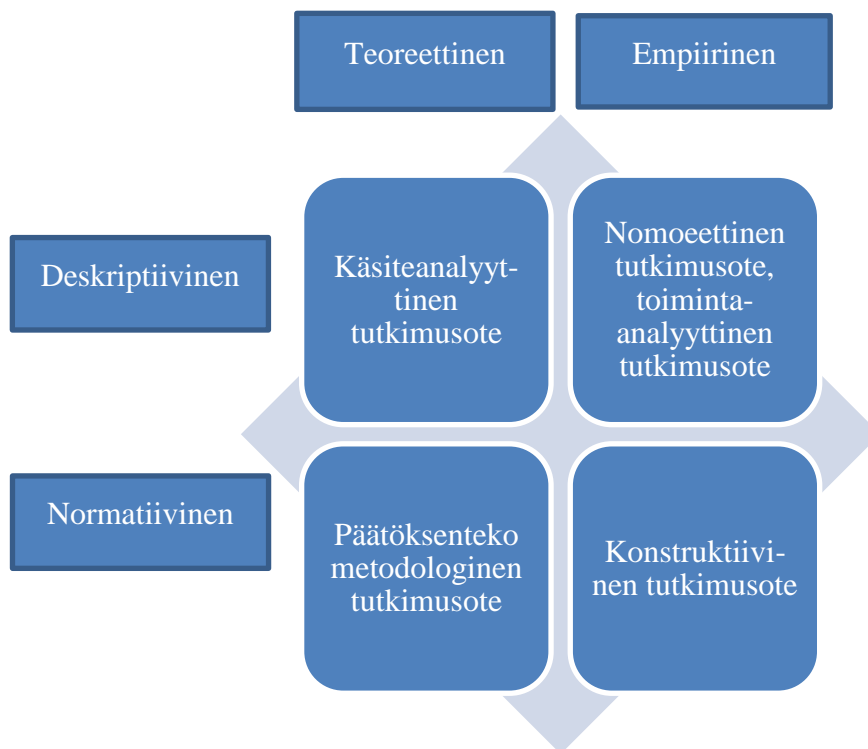 Teoreettinen
Empiirinen
Deskriptiivinen
Käsiteanalyyt-
tinen
tutkimusote
Nomoeettinen
tutkimusote,
toiminta-
analyyttinen
tutkimusote
Normatiivinen
Päätöksenteko
metodologinen
tutkimusote
Konstruktiivi-
nen tutkimusote